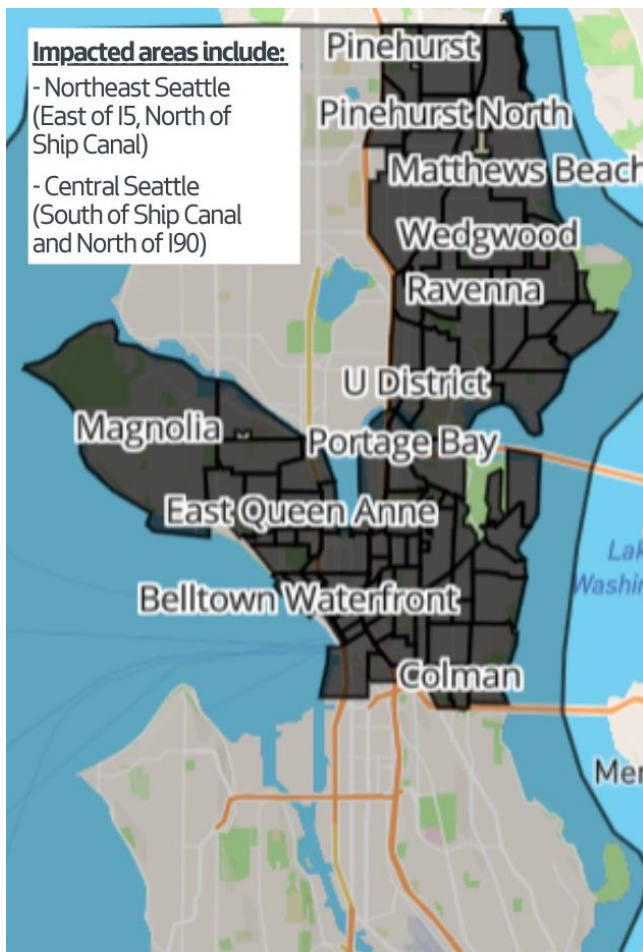 Impacted areas include:
- Northeast Seattle
(East of I5, North of
Ship Canal)
- Central Seattle
(South of Ship Canal
and North of I90)
Pinehurst
Pinehurst North
Matthews Beach
Wedgwood
Ravenna
U District
Magnolia
Portage Bay
East Queen Anne
Belltown Waterfront
Colman